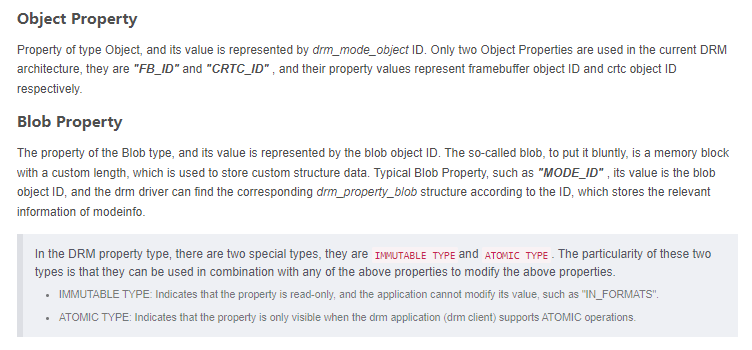 Object Property
Property of type Object, and its value is represented by drm_mode_object ID. Only two Object Properties are used in the current DRM
architecture, they are "FB_ID" and "CRTC_ID" , and their property values represent framebuffer object ID and crtc object ID
respectively.
Blob Property
The property of the Blob type, and its value is represented by the blob object ID. The so-called blob, to put it bluntly, is a memory block
with a custom length, which is used to store custom structure data. Typical Blob Property, such as "MODE_ID" , its value is the blob
object ID, and the drm driver can find the corresponding drm_property_blob structure according to the ID, which stores the relevant
information of modeinfo.
In the DRM property type, there are two special types, they are IMMUTABLE TYPE and ATOMIC TYPE . The particularity of these two
types is that they can be used in combination with any of the above properties to modify the above properties.
• IMMUTABLE TYPE: Indicates that the property is read-only, and the application cannot modify its value, such as "IN_FORMATS".
• ATOMIC TYPE: Indicates that the property is only visible when the drm application (drm client) supports ATOMIC operations.